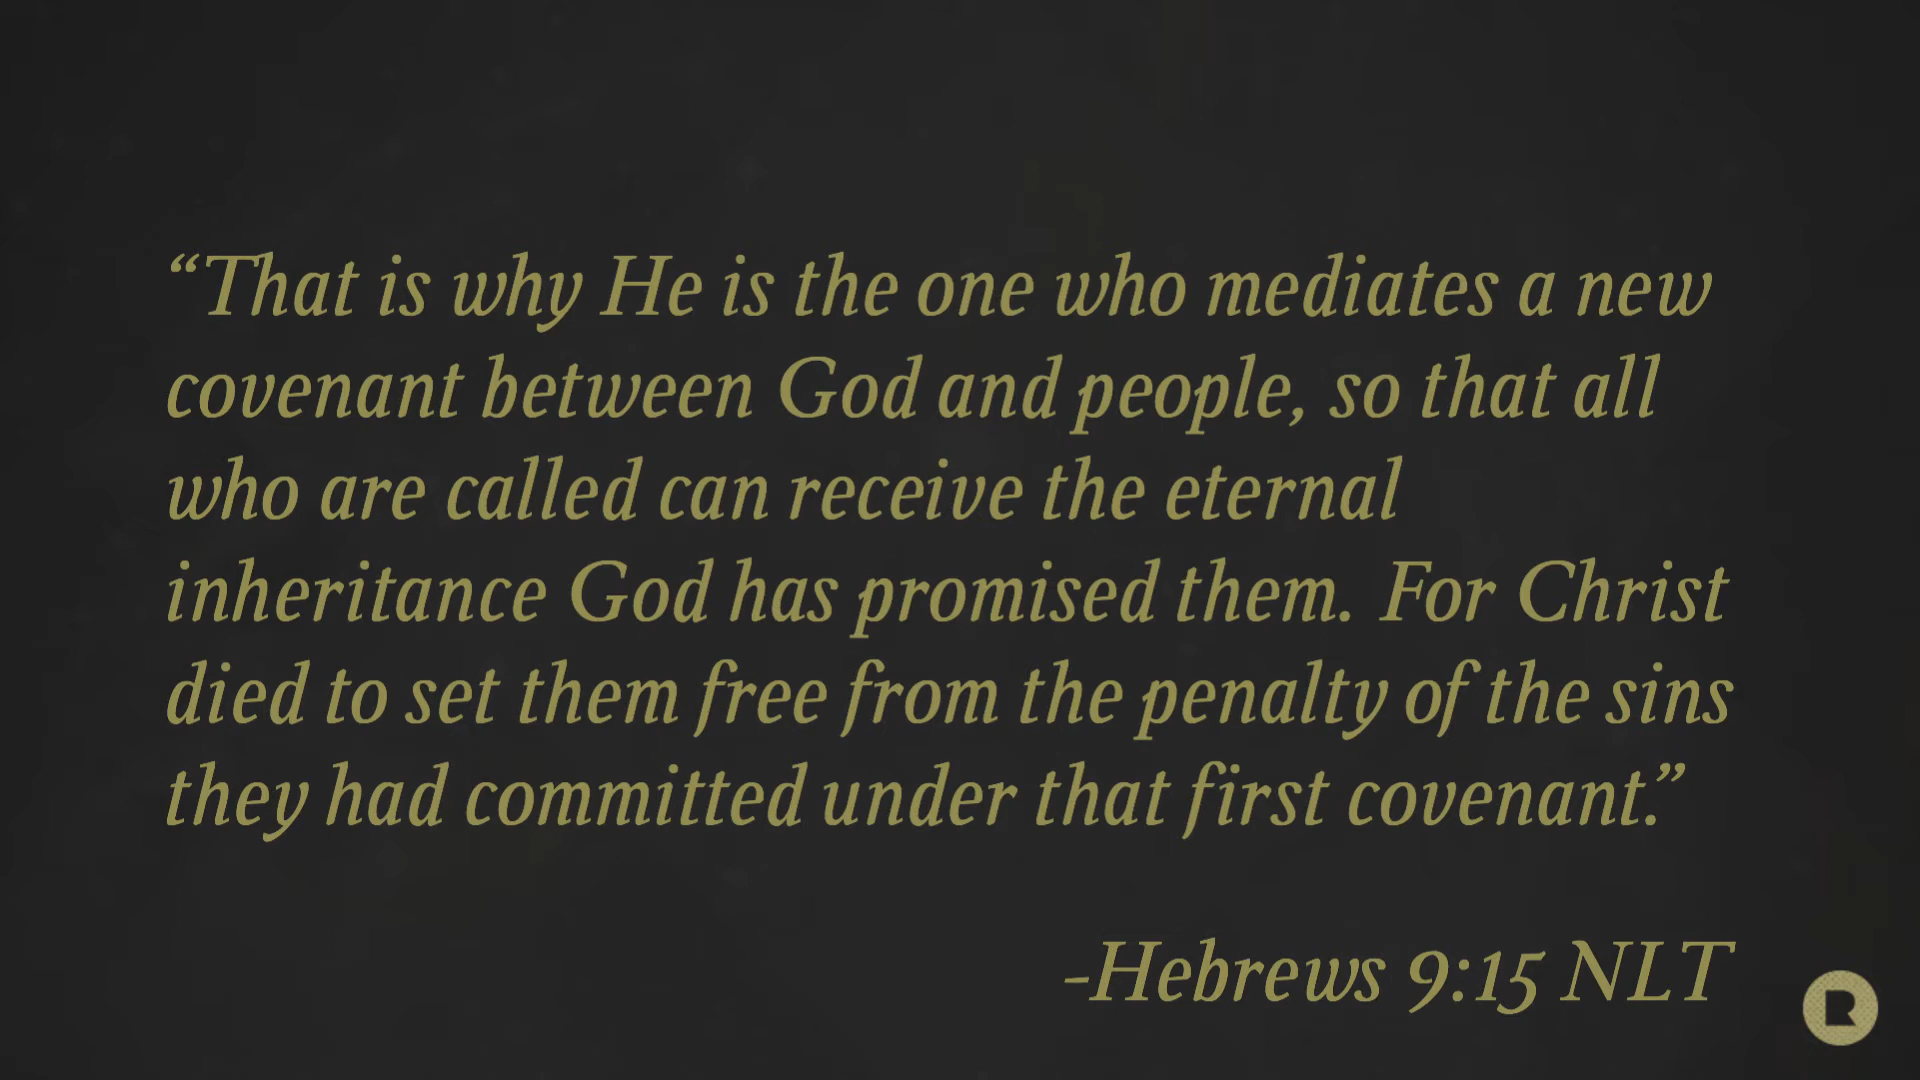 “That is why He is the one who mediates a new
covenant between God and people, so that all
who are called can receive the eternal
inheritance God has promised them. For Christ
died to set them free from the penalty of the sins
they had committed under that first covenant.”
-Hebrews 9:15 NLT
R